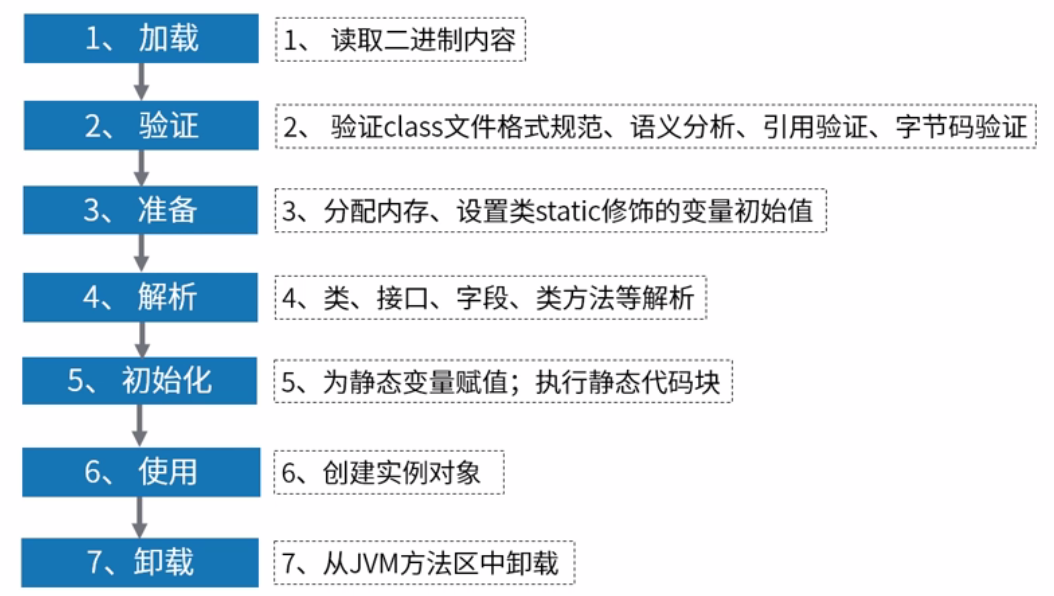 1、 加载
1、 读取二进制内容
2、 验证
2、 验证class文件格式规范、语义分析、引用验证、字节码验证
3、 准备
3、分配内存、设置类static修饰的变量初始值
4、 解析
4、类、接口、字段、类方法等解析
5、 初始化
5、为静态变量赋值；执行静态代码块
6、 使用
6、创建实例对象
7、卸载
7、从JVM方法区中卸载